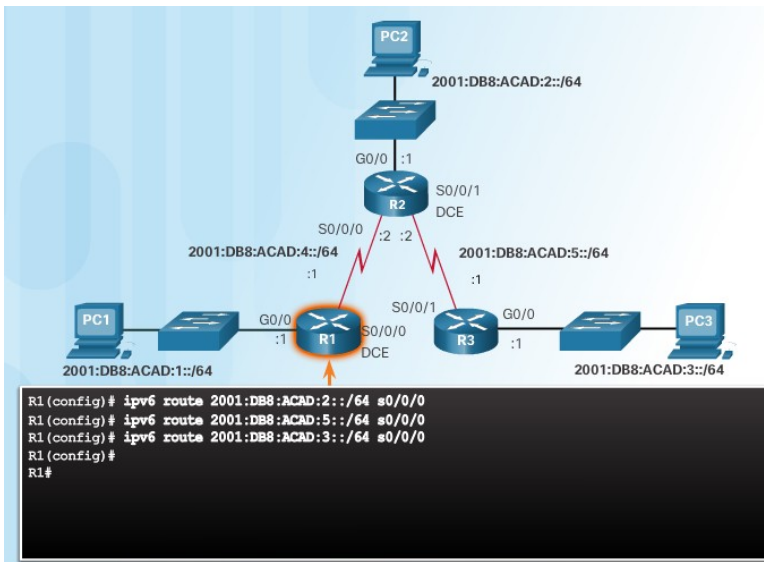 PC2
2001:DB8:ACAD:2::/64
G0/0 :1
S0/0/1
R2
DCE
S0/0/0 :2 :2
2001:DB8:ACAD:4::/64
2001:DB8:ACAD:5::/64
:1
:1
PC1
G0/0
:1
R1
S0/0/0
DCE
S0/0/1
R3
G0/0
:1
PC3
2001:DB8:ACAD:1::/64
2001:DB8:ACAD:3::/64
R1(config)# ipv6 route 2001:DB8:ACAD:2::/64 s0/0/0
R1(config)# ipv6 route 2001:DB8:ACAD:5::/64 s0/0/0
R1(config)# ipv6 route 2001:DB8:ACAD:3::/64 s0/0/0
R1(config)#
R1#